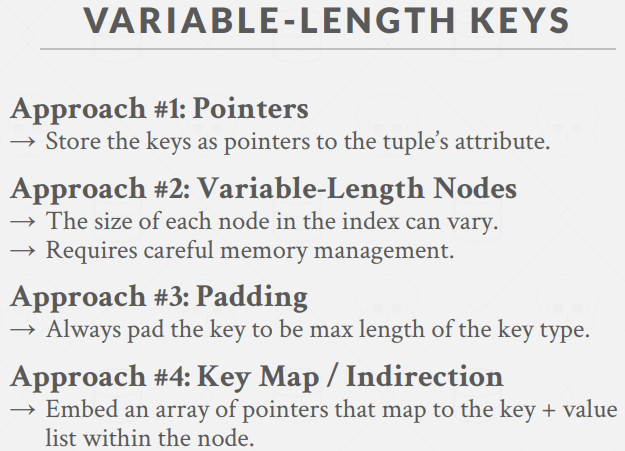 VARIABLE-LENGTH KEYS
Approach #1: Pointers
→ Store the keys as pointers to the tuple’s attribute.
Approach #2: Variable-Length Nodes
→ The size of each node in the index can vary.
→ Requires careful memory management.
Approach #3: Padding
→ Always pad the key to be max length of the key type.
Approach #4: Key Map / Indirection
→ Embed an array of pointers that map to the key + value
list within the node.